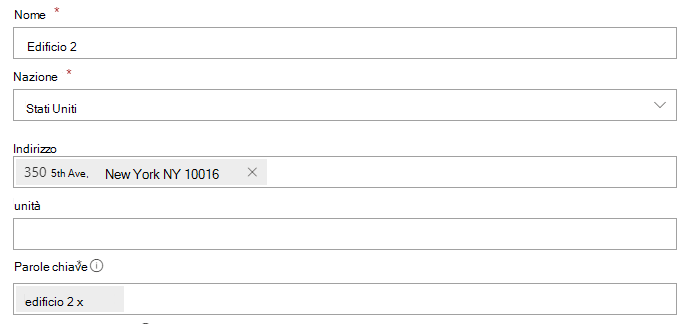 Nome *
Edificio 2
Nazione *
Stati Uniti
Indirizzo
350 5th Ave, New York NY 10016
unità
Parole chiave*
edificio 2 x